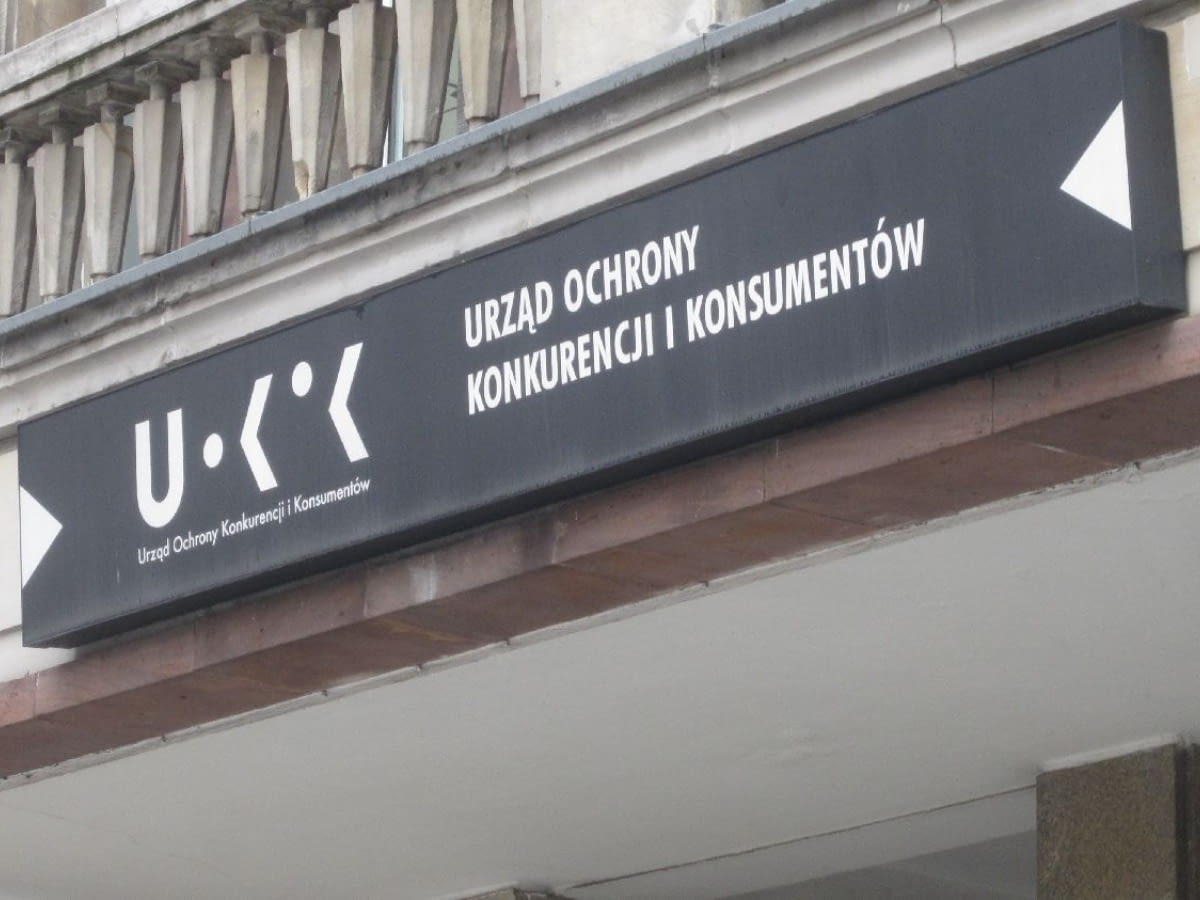 U·K·K
Urząd Ochrony Konkurencji i Konsumentów
URZĄD OCHRONY
KONKURENCJI I KONSUMENTÓW